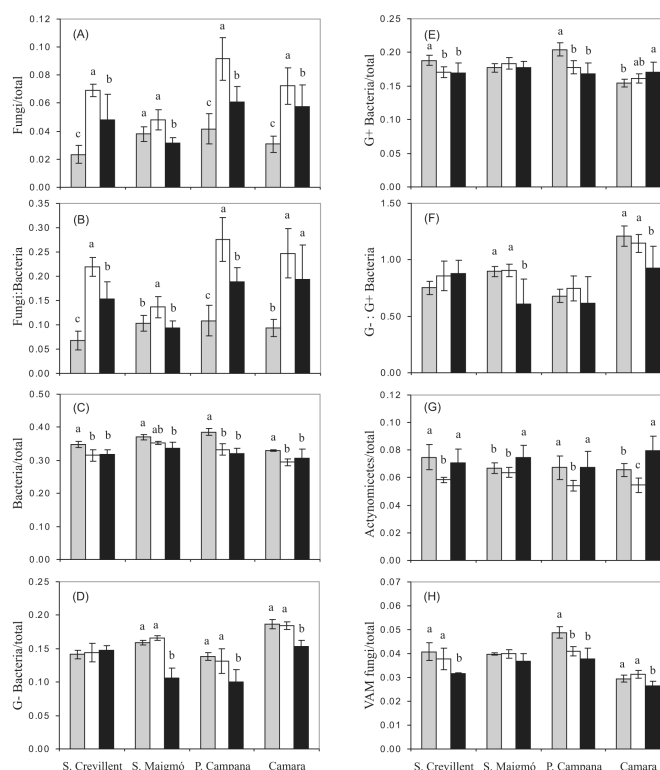 (A)
Fungi/total
0.12
0.10
0.08
0.06
0.04
0.02
0.00
c a b
a a b
c a b
c a b
(B)
Fungi:Bacteria
0.35
0.30
0.25
0.20
0.15
0.10
0.05
0.00
c a b
b a b
c a b
b a a
(C)
Bacteria/total
0.50
0.40
0.30
0.20
0.10
0.00
a b b
a ab b
a b b
a b b
(D)
G- Bacteria/total
0.25
0.20
0.15
0.10
0.05
0.00
a a b
a a b
a a b
S. Crevillent S. Maigmó P. Campana Camara
(E)
G+ Bacteria/total
0.25
0.20
0.15
0.10
0.05
0.00
a b b
a b b
b ab a
(F)
G- : G+ Bacteria
1.50
1.00
0.50
0.00
a a b
a a b
(G)
Actynomicetes/total
0.12
0.10
0.08
0.06
0.04
0.02
0.00
a b a
b b a
a b a
b c a
(H)
VAM fungi/total
0.07
0.06
0.05
0.04
0.03
0.02
0.01
0.00
a a b
a b b
a a b
S. Crevillent S. Maigmó P. Campana Camara